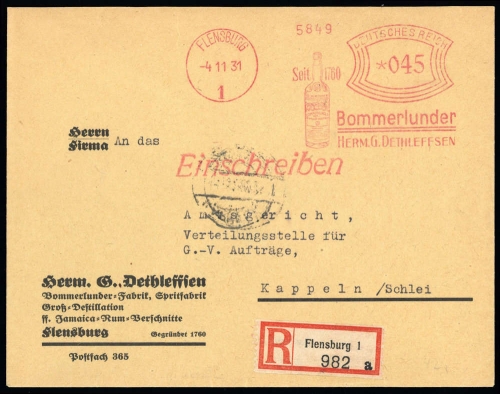 5849
FLENSBURG
-4 11 31
1
Seit 1760
DEUTSCHES REICH
*045
Bommerlunder
HERM. G. DETHLEFFSEN
Herrn
Firma An das
Einschreiben
Amtsgericht,
Verteilungsstelle für
G.-V. Aufträge,
Kappeln /Schlei
Herm. G. Dethleffsen
Bommerlunder-Fabrik, Spritfabrik
Groß-Destillation
ff. Jamaica-Rum-Verschnitte
Flensburg Gegründet 1760
Postfach 365
R Flensburg 1
982 a